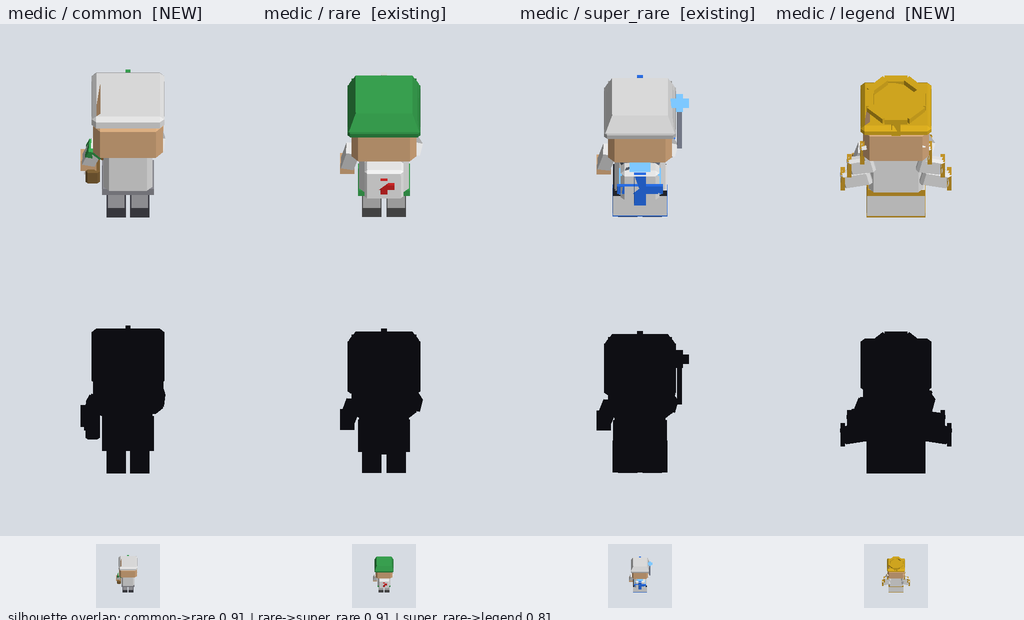 medic / common [NEW]
medic / rare [existing]
medic / super_rare [existing]
medic / legend [NEW]
silhouette overlap: common->rare 0.91 | rare->super_rare 0.91 | super_rare->legend 0.81